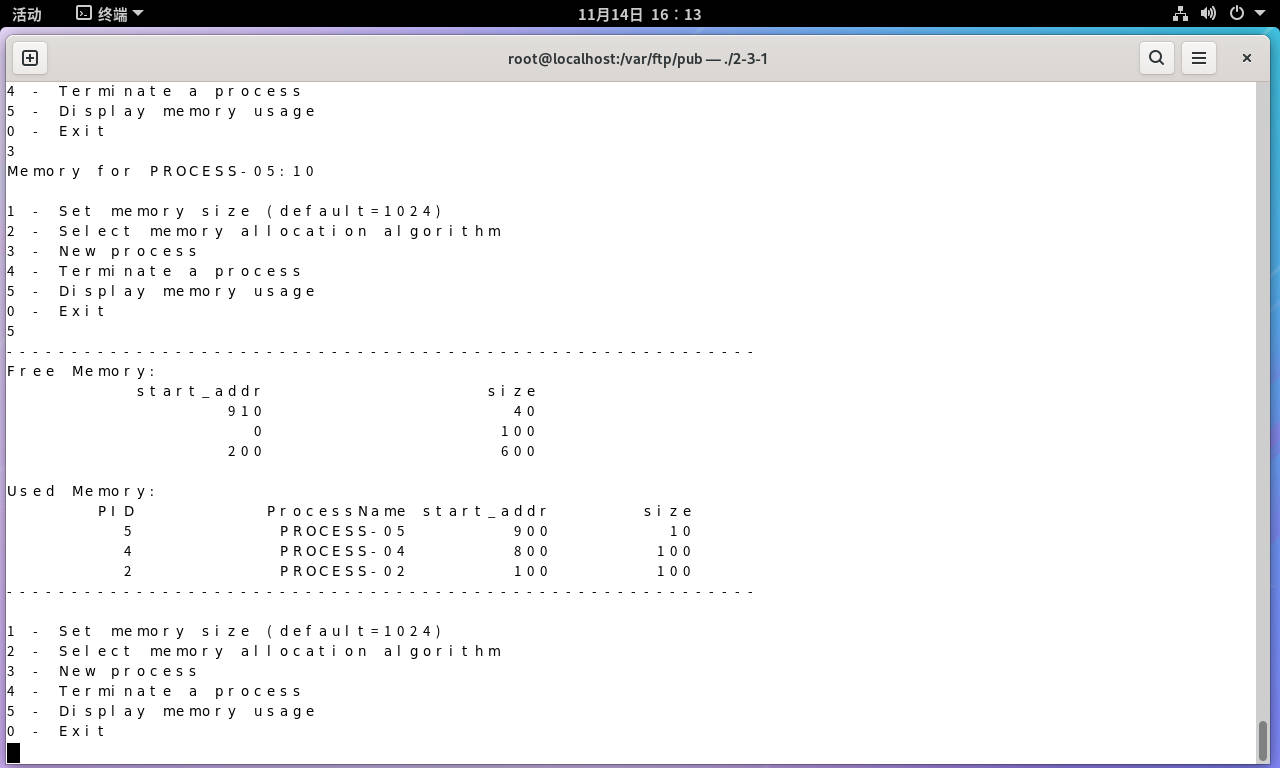 活动 终端 11月14日 16：13
root@localhost:/var/ftp/pub — ./2-3-1
4 - Terminate a process
5 - Display memory usage
0 - Exit
3
Memory for PROCESS-05:10
1 - Set memory size (default=1024)
2 - Select memory allocation algorithm
3 - New process
4 - Terminate a process
5 - Display memory usage
0 - Exit
5
----------------------------------------------------------
Free Memory:
start_addr size
910 40
0 100
200 600
Used Memory:
PID ProcessName start_addr size
5 PROCESS-05 900 10
4 PROCESS-04 800 100
2 PROCESS-02 100 100
----------------------------------------------------------
1 - Set memory size (default=1024)
2 - Select memory allocation algorithm
3 - New process
4 - Terminate a process
5 - Display memory usage
0 - Exit